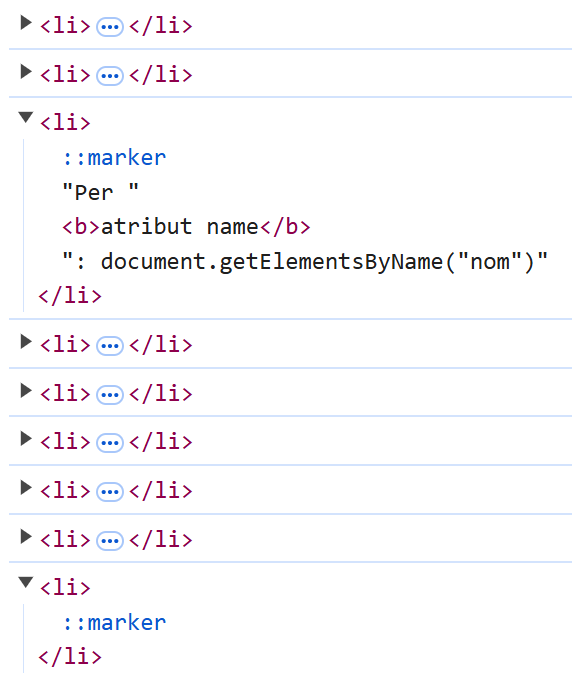 ▶ <li> ••• </li>
▶ <li> ••• </li>
▼ <li>
::marker
"Per "
<b>atribut name</b>
": document.getElementsByName("nom")"
</li>
▶ <li> ••• </li>
▶ <li> ••• </li>
▶ <li> ••• </li>
▶ <li> ••• </li>
▶ <li> ••• </li>
▼ <li>
::marker
</li>